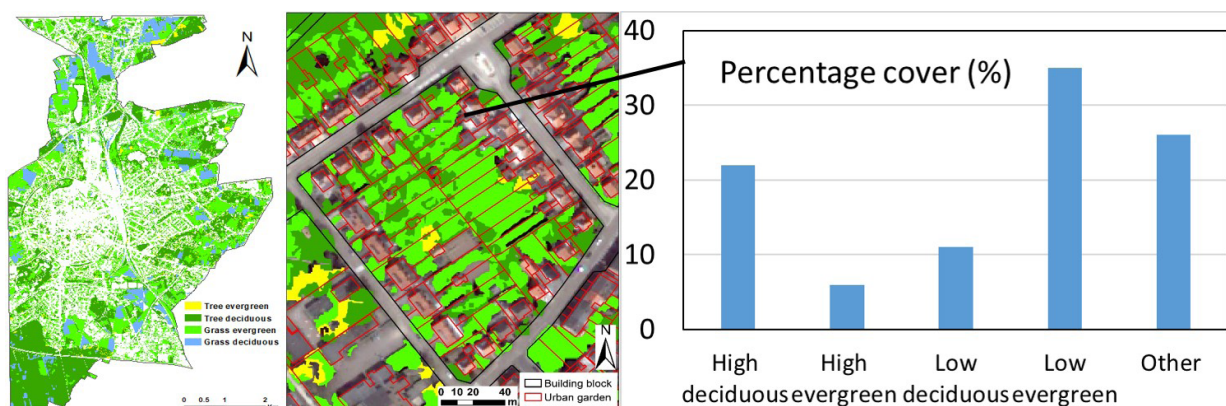 N
Tree evergreen
Tree deciduous
Grass evergreen
Grass deciduous
0 0.5 1 2
N
Building block
Urban garden
0 10 20 40
m
Percentage cover (%)
40
30
20
10
0
High deciduous
High evergreen
Low deciduous
Low evergreen
Other